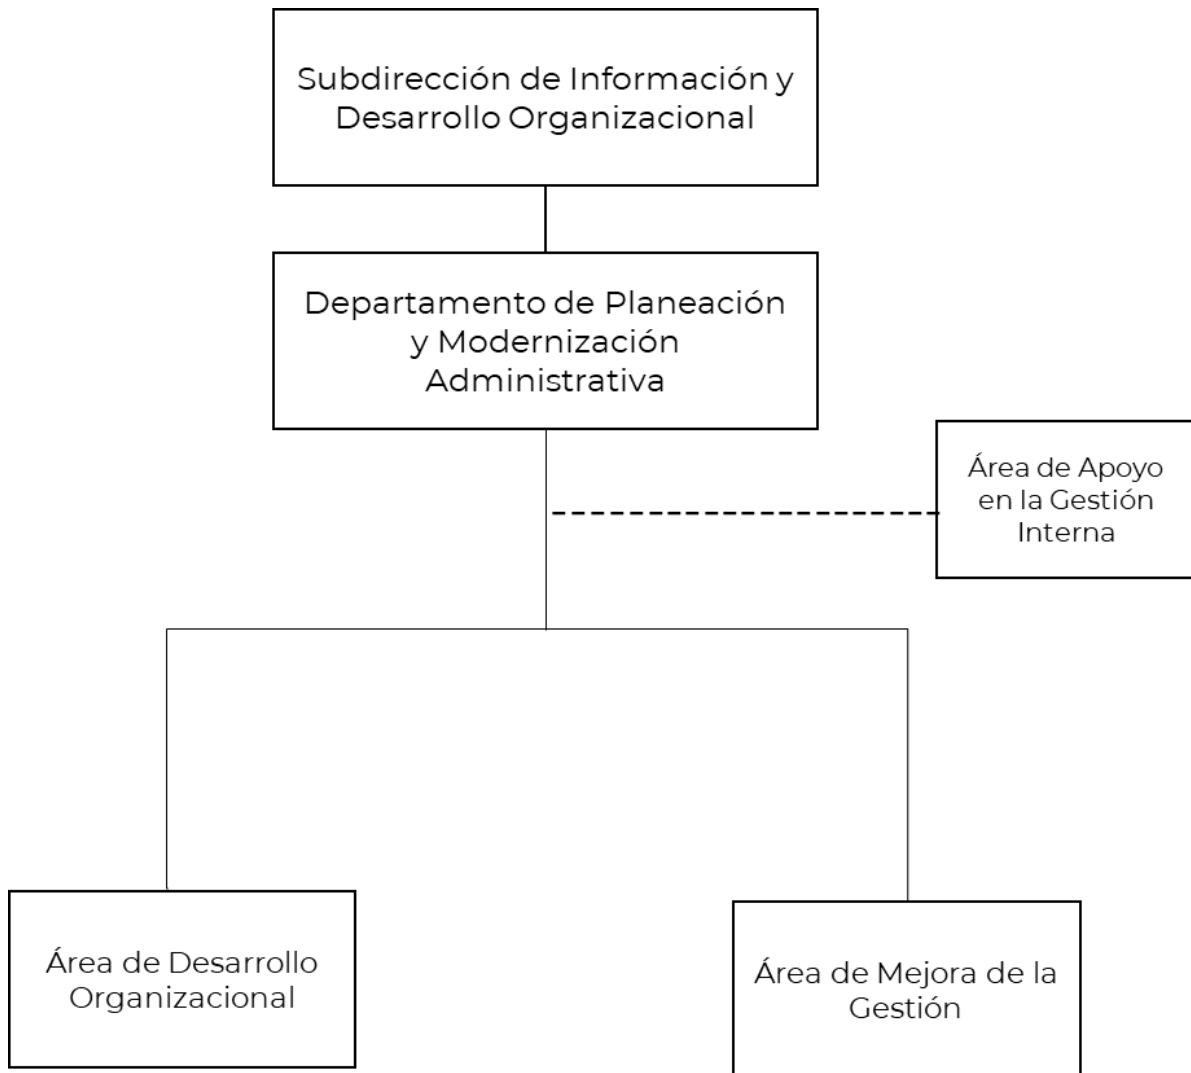 Subdirección de Información y
Desarrollo Organizacional
Departamento de Planeación
y Modernización
Administrativa
Área de Apoyo
en la Gestión
Interna
Área de Desarrollo
Organizacional
Área de Mejora de la
Gestión